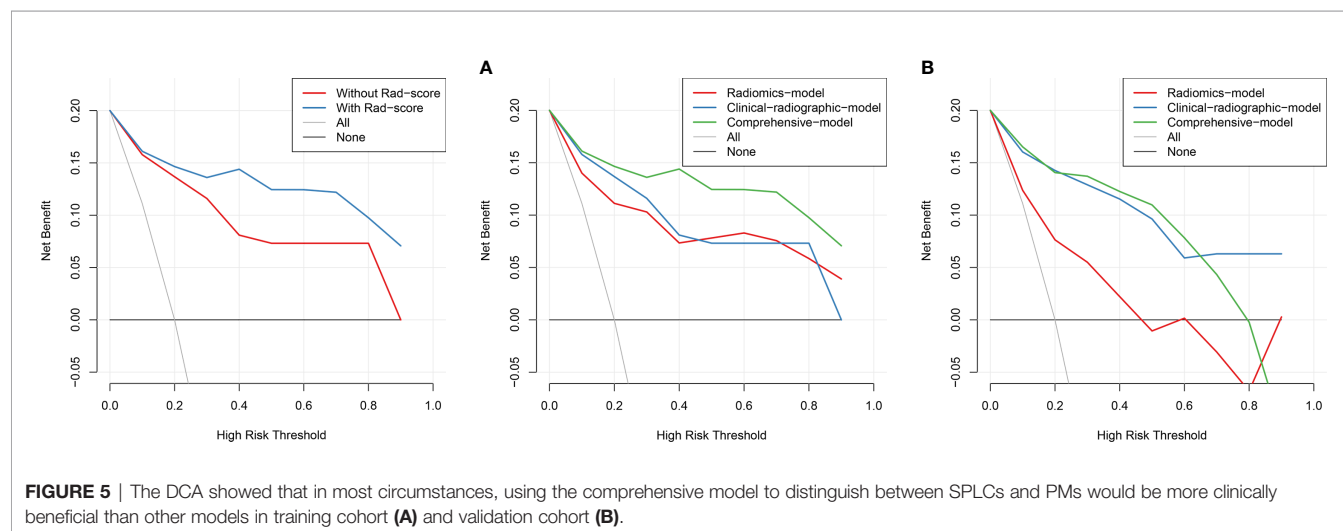 Without Rad-score
With Rad-score
All
None
Net Benefit
0.20
0.15
0.10
0.05
0.00
−0.05
0.0 0.2 0.4 0.6 0.8 1.0
High Risk Threshold
A
Radiomics-model
Clinical-radiographic-model
Comprehensive-model
All
None
Net Benefit
0.20
0.15
0.10
0.05
0.00
−0.05
0.0 0.2 0.4 0.6 0.8 1.0
High Risk Threshold
B
Radiomics-model
Clinical-radiographic-model
Comprehensive-model
All
None
Net Benefit
0.20
0.15
0.10
0.05
0.00
−0.05
0.0 0.2 0.4 0.6 0.8 1.0
High Risk Threshold
FIGURE 5 | The DCA showed that in most circumstances, using the comprehensive model to distinguish between SPLCs and PMs would be more clinically
beneficial than other models in training cohort (A) and validation cohort (B).